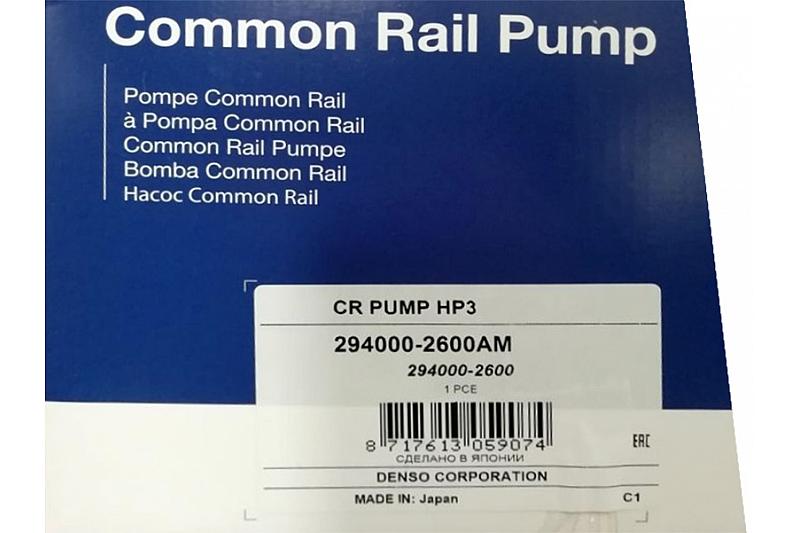 Common Rail Pump
Pompe Common Rail
à Pompa Common Rail
Common Rail Pumpe
Bomba Common Rail
Насос Common Rail
CR PUMP HP3
294000-2600AM
294000-2600
1 PCE
8 717613 059074
EAC
СДЕЛАНО В ЯПОНИИ
DENSO CORPORATION
MADE IN: Japan C1